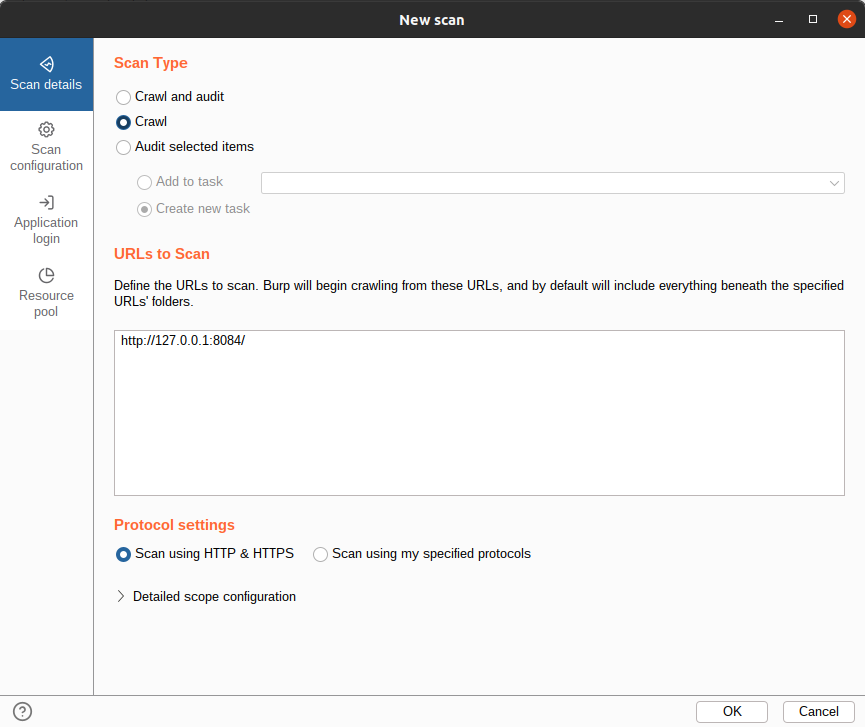 New scan
Scan details
Scan
configuration
Application
login
Resource
pool
Scan Type
Crawl and audit
Crawl
Audit selected items
Add to task
Create new task
URLs to Scan
Define the URLs to scan. Burp will begin crawling from these URLs, and by default will include everything beneath the specified
URLs' folders.
http://127.0.0.1:8084/
Protocol settings
Scan using HTTP & HTTPS
Scan using my specified protocols
Detailed scope configuration
?
OK
Cancel